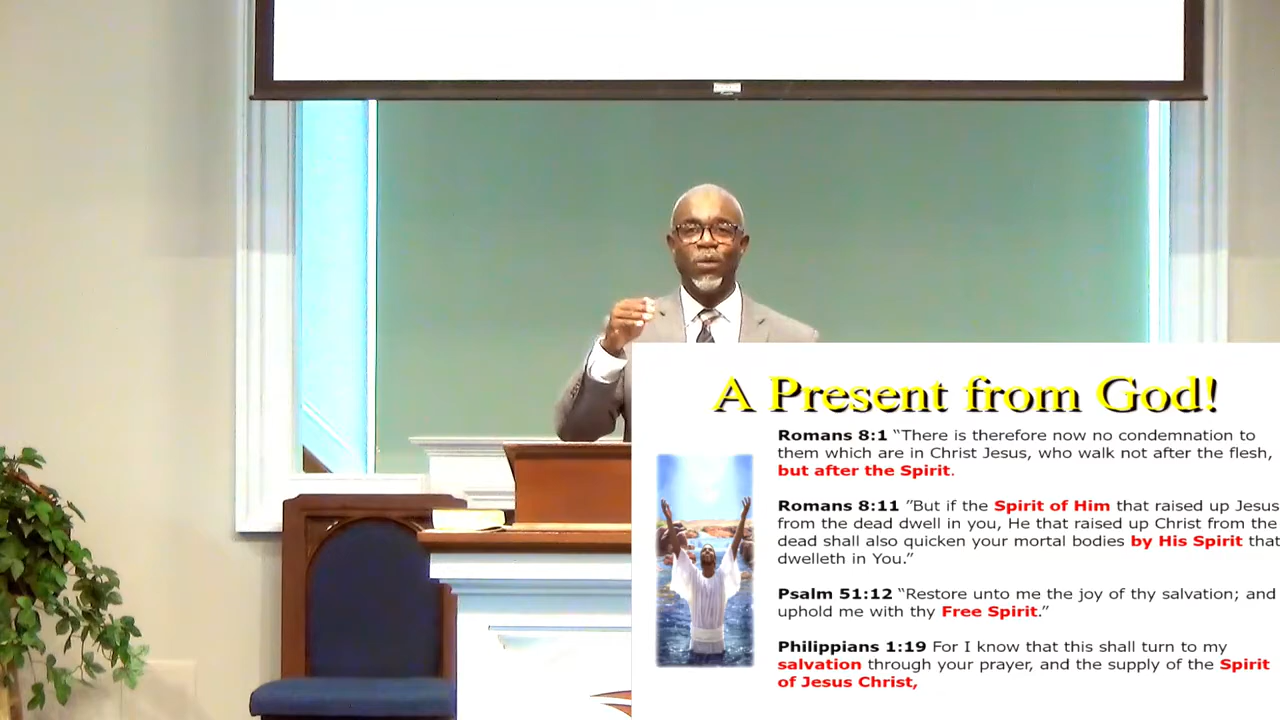 A Present from God!
Romans 8:1 “There is therefore now no condemnation to
them which are in Christ Jesus, who walk not after the flesh,
but after the Spirit.
Romans 8:11 ”But if the Spirit of Him that raised up Jesus
from the dead dwell in you, He that raised up Christ from the
dead shall also quicken your mortal bodies by His Spirit that
dwelleth in You.”
Psalm 51:12 “Restore unto me the joy of thy salvation; and
uphold me with thy Free Spirit.”
Philippians 1:19 For I know that this shall turn to my
salvation through your prayer, and the supply of the Spirit
of Jesus Christ,